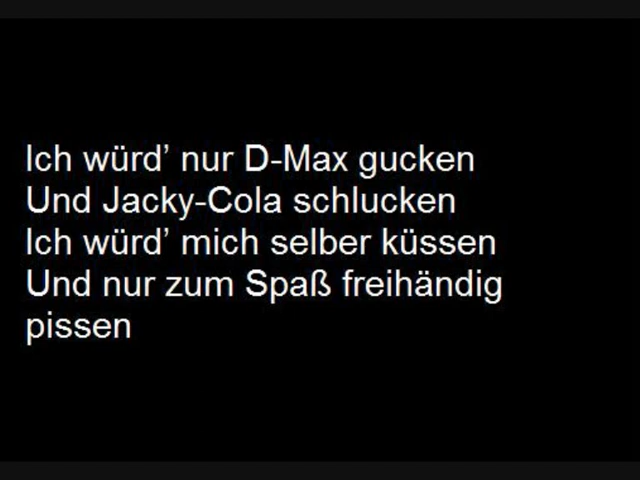 Ich würd’ nur D-Max gucken
Und Jacky-Cola schlucken
Ich würd’ mich selber küssen
Und nur zum Spaß freihändig
pissen